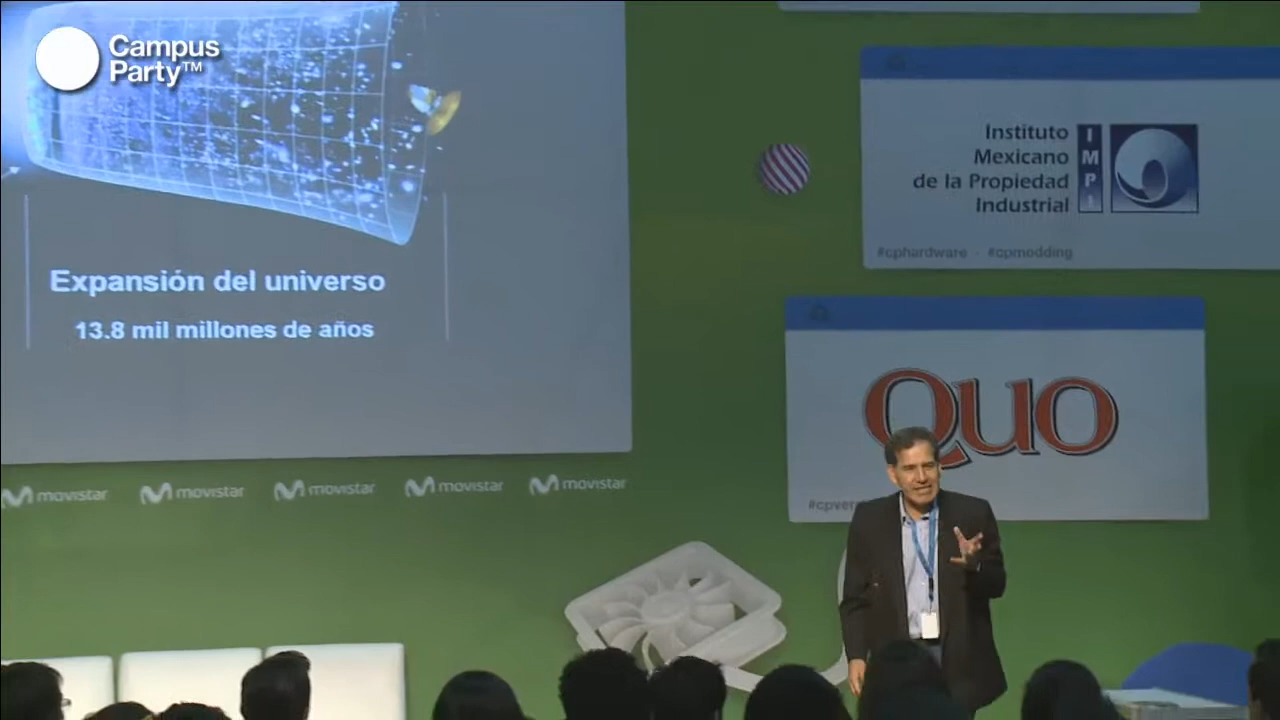 Campus
Party™
Expansión del universo
13.8 mil millones de años
Instituto
Mexicano
de la Propiedad
Industrial
IMPI
#cphardware - #cpmodding
Quo
movistar movistar movistar movistar movistar